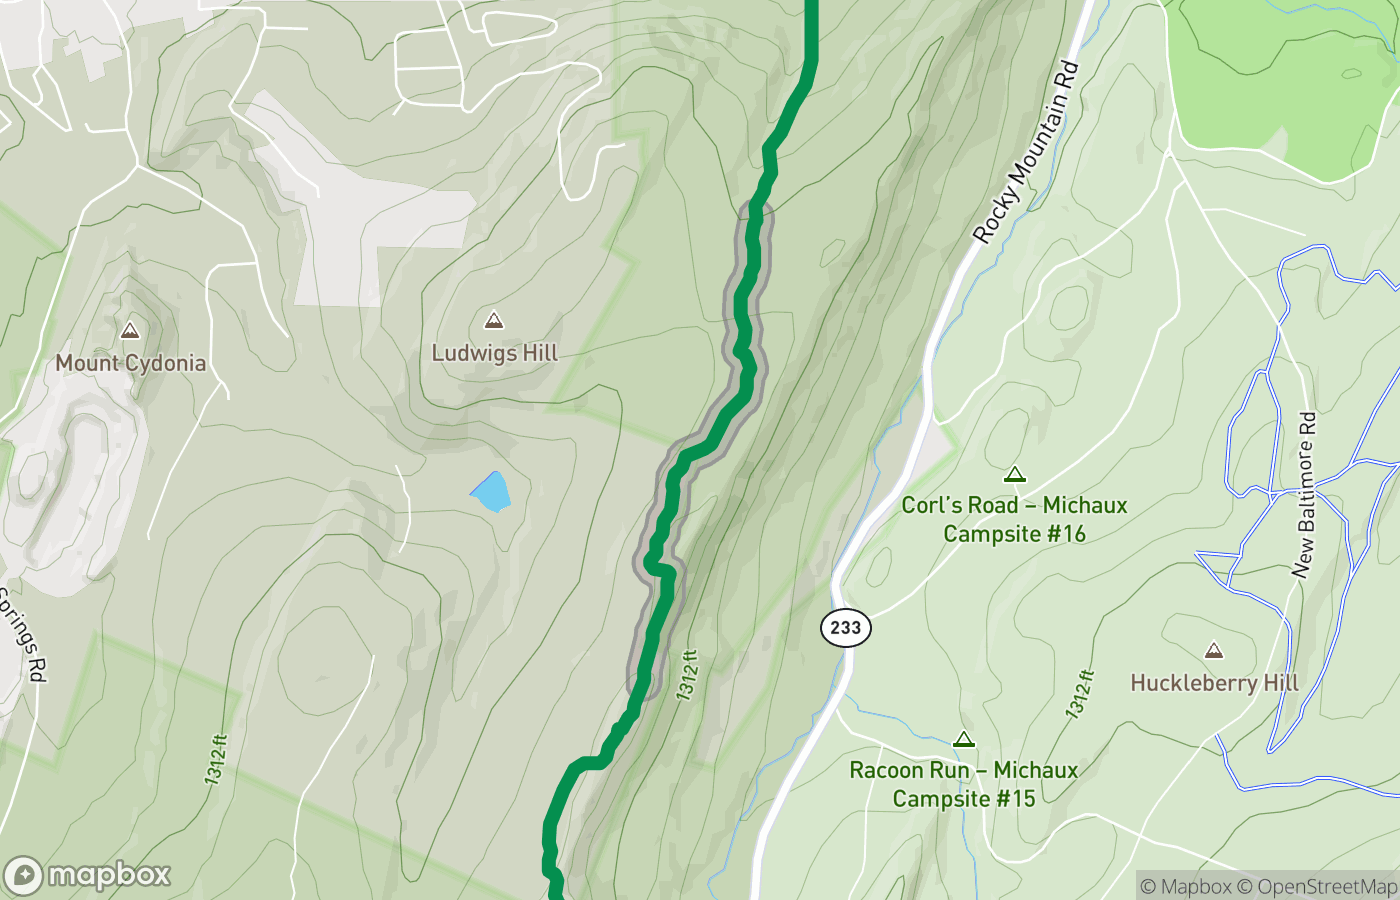 Rocky Mountain Rd
Mount Cydonia
Ludwigs Hill
Corl's Road – Michaux
Campsite #16
New Baltimore Rd
Springs Rd
233
1312 ft
1312 ft
Huckleberry Hill
1312 ft
Racoon Run – Michaux
Campsite #15
mapbox
© Mapbox © OpenStreetMap